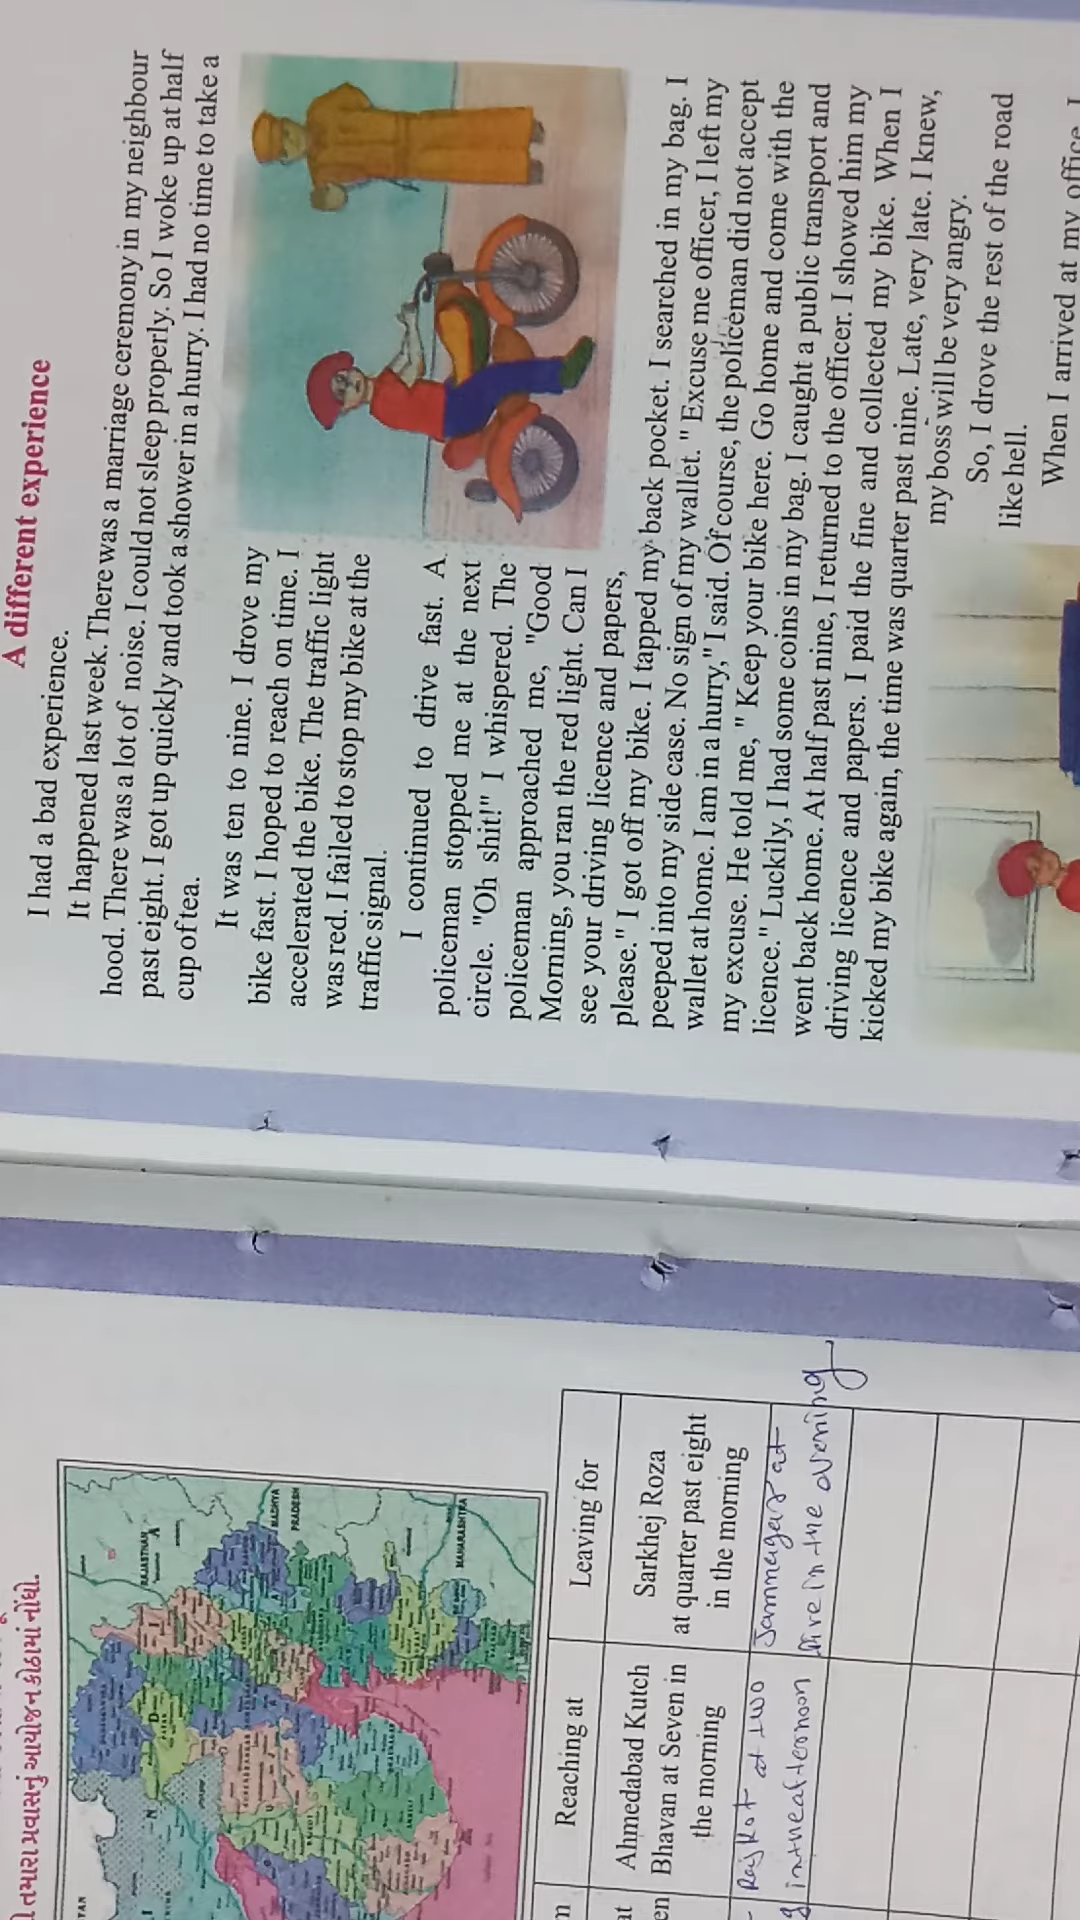 A different experience
I had a bad experience.
It happened last week. There was a marriage ceremony in my neighbour
hood. There was a lot of noise. I could not sleep properly. So I woke up at half
past eight. I got up quickly and took a shower in a hurry. I had no time to take a
cup of tea.
It was ten to nine. I drove my
bike fast. I hoped to reach on time. I
accelerated the bike. The traffic light
was red. I failed to stop my bike at the
traffic signal.
I continued to drive fast. A
policeman stopped me at the next
circle. "Oh shit!" I whispered. The
policeman approached me, "Good
Morning, you ran the red light. Can I
see your driving licence and papers,
please." I got off my bike. I tapped my back pocket. I searched in my bag. I
peeped into my side case. No sign of my wallet. "Excuse me officer, I left my
wallet at home. I am in a hurry," I said. Of course, the policeman did not accept
my excuse. He told me, "Keep your bike here. Go home and come with the
licence." Luckily, I had some coins in my bag. I caught a public transport and
went back home. At half past nine, I returned to the officer. I showed him my
driving licence and papers. I paid the fine and collected my bike. When I
kicked my bike again, the time was quarter past nine. Late, very late. I knew,
my boss will be very angry.
So, I drove the rest of the road
like hell.
When I arrived at my office, I
તમારા પ્રવાસનું આયોજન કોઠામાં નોંધો.
RAJASTHAN
MADHYA
PRADESH
MAHARASHTRA
Reaching at Leaving for
Ahmedabad Kutch Sarkhej Roza
Bhavan at Seven in at quarter past eight
the morning in the morning
Rajkot at two Jammagar at
in the afternoon five in the evening